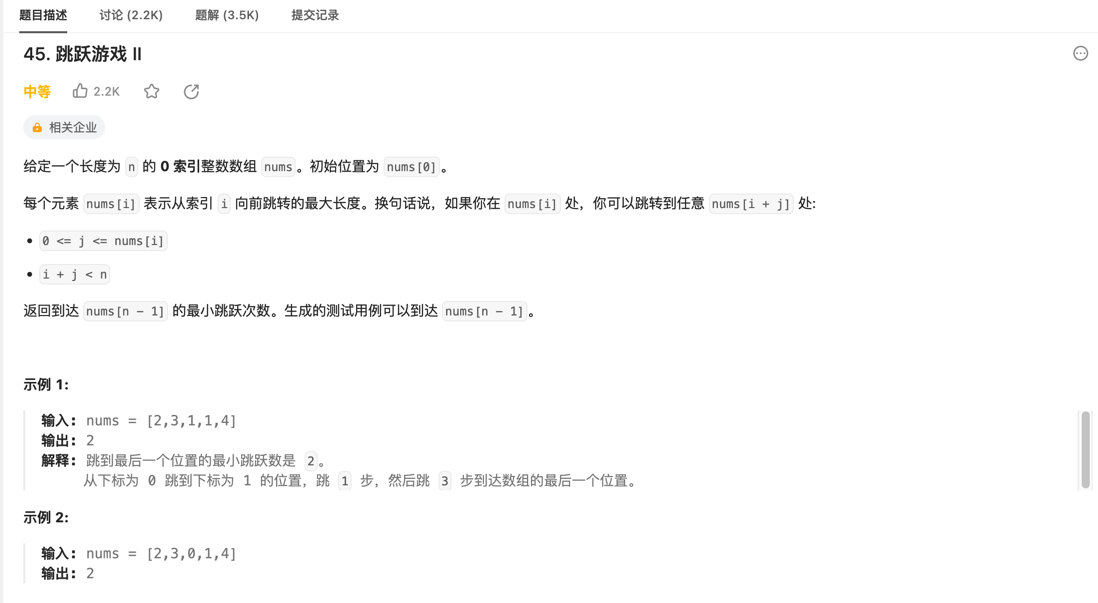 题目描述 讨论 (2.2K) 题解 (3.5K) 提交记录
45. 跳跃游戏 II
中等 2.2K
相关企业
给定一个长度为 n 的 0 索引整数数组 nums。初始位置为 nums[0]。
每个元素 nums[i] 表示从索引 i 向前跳转的最大长度。换句话说，如果你在 nums[i] 处，你可以跳转到任意 nums[i + j] 处:
• 0 <= j <= nums[i]
• i + j < n
返回到达 nums[n - 1] 的最小跳跃次数。生成的测试用例可以到达 nums[n - 1]。
示例 1:
输入: nums = [2,3,1,1,4]
输出: 2
解释: 跳到最后一个位置的最小跳跃数是 2。
从下标为 0 跳到下标为 1 的位置，跳 1 步，然后跳 3 步到达数组的最后一个位置。
示例 2:
输入: nums = [2,3,0,1,4]
输出: 2